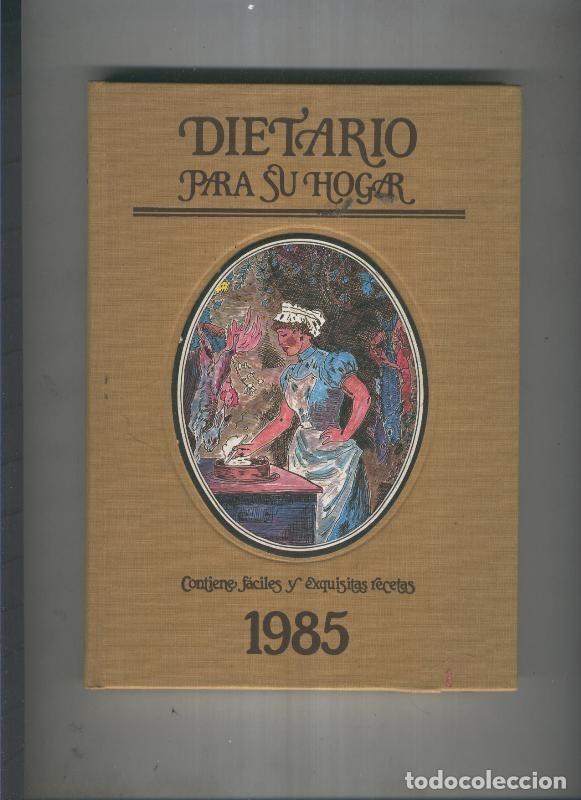 DIETARIO
PARA SU HOGAR
Contiene, fáciles y exquisitas recetas
1985
todocoleccion